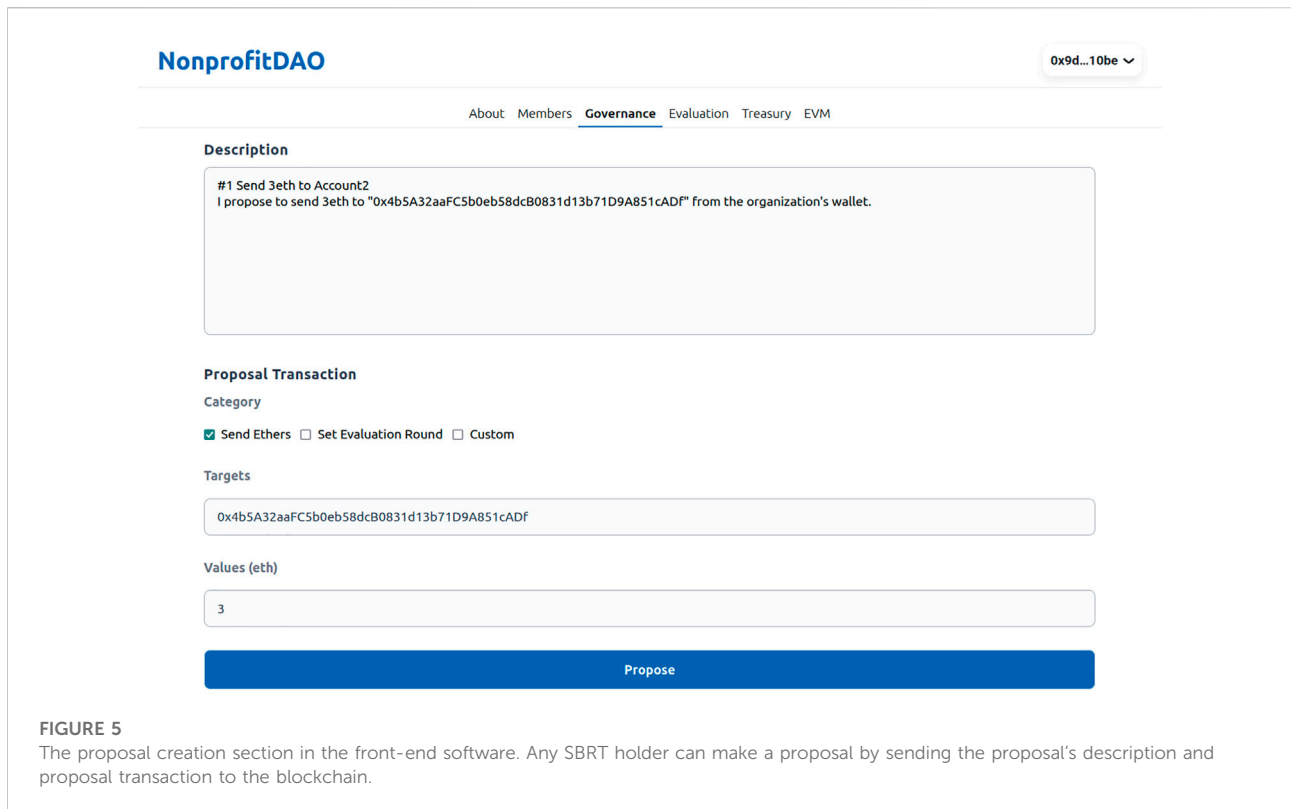 NonprofitDAO
0x9d...10be
About Members Governance Evaluation Treasury EVM
Description
#1 Send 3eth to Account2
I propose to send 3eth to "0x4b5A32aaFC5b0eb58dcB0831d13b71D9A851cADf" from the organization's wallet.
Proposal Transaction
Category
Send Ethers Set Evaluation Round Custom
Targets
0x4b5A32aaFC5b0eb58dcB0831d13b71D9A851cADf
Values (eth)
3
Propose
FIGURE 5
The proposal creation section in the front-end software. Any SBRT holder can make a proposal by sending the proposal's description and
proposal transaction to the blockchain.